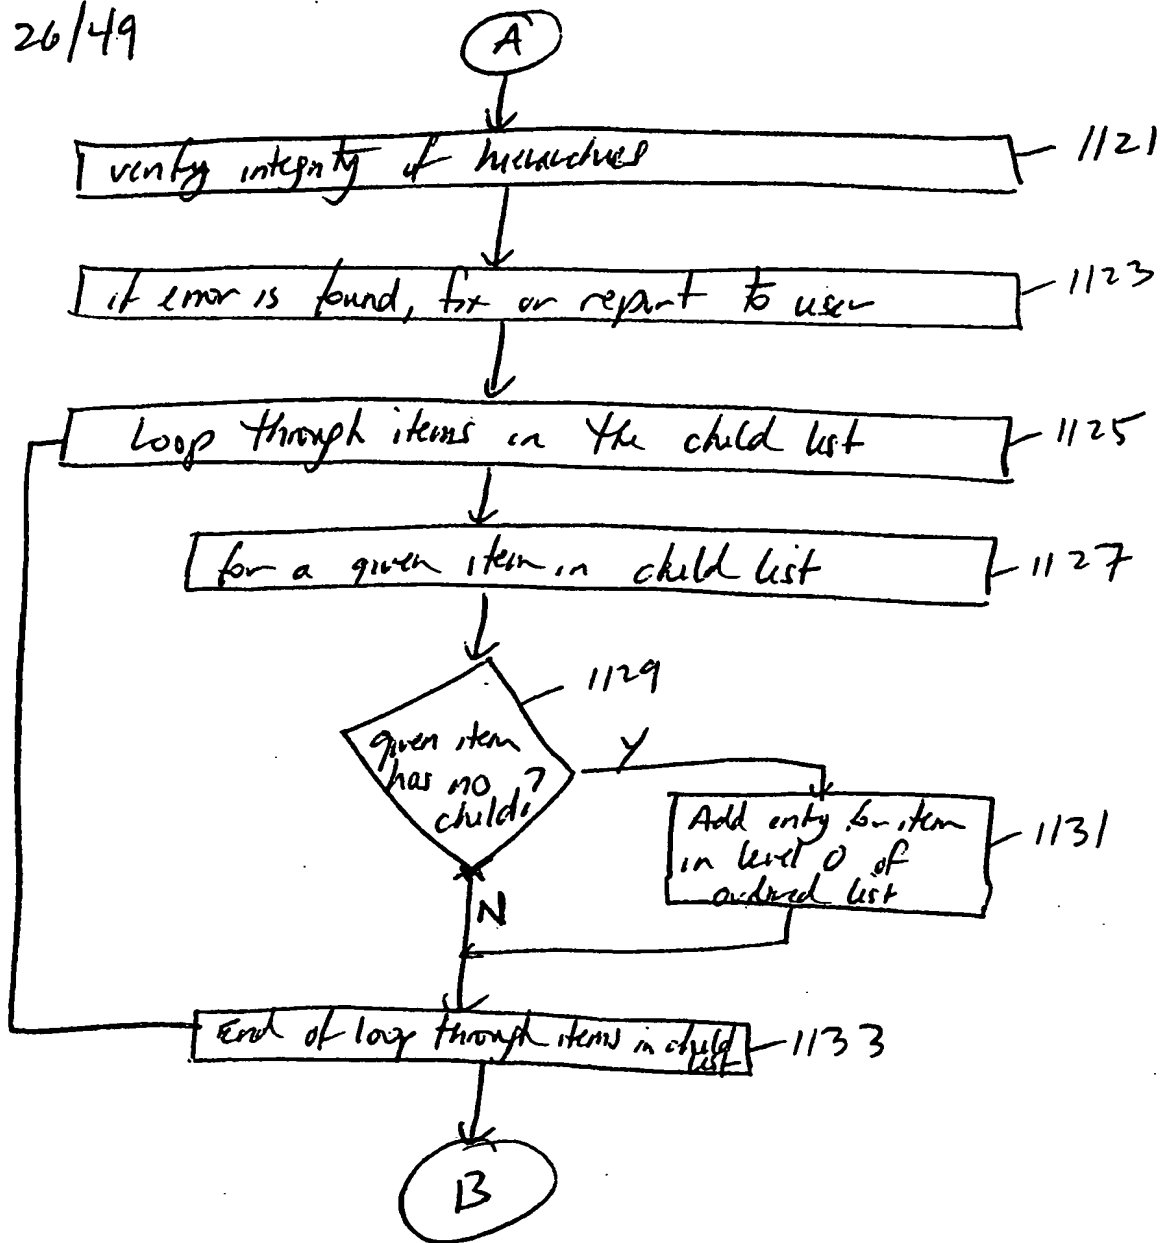 26/49
A
verify integrity of hierarchies
1121
if error is found, fix or report to user
1123
Loop through items in the child list
1125
for a given item in child list
1127
1129
given item
has no
child?
Y
Add entry for item
in level 0 of
ordered list
1131
N
End of loop through items in child
list
1133
B